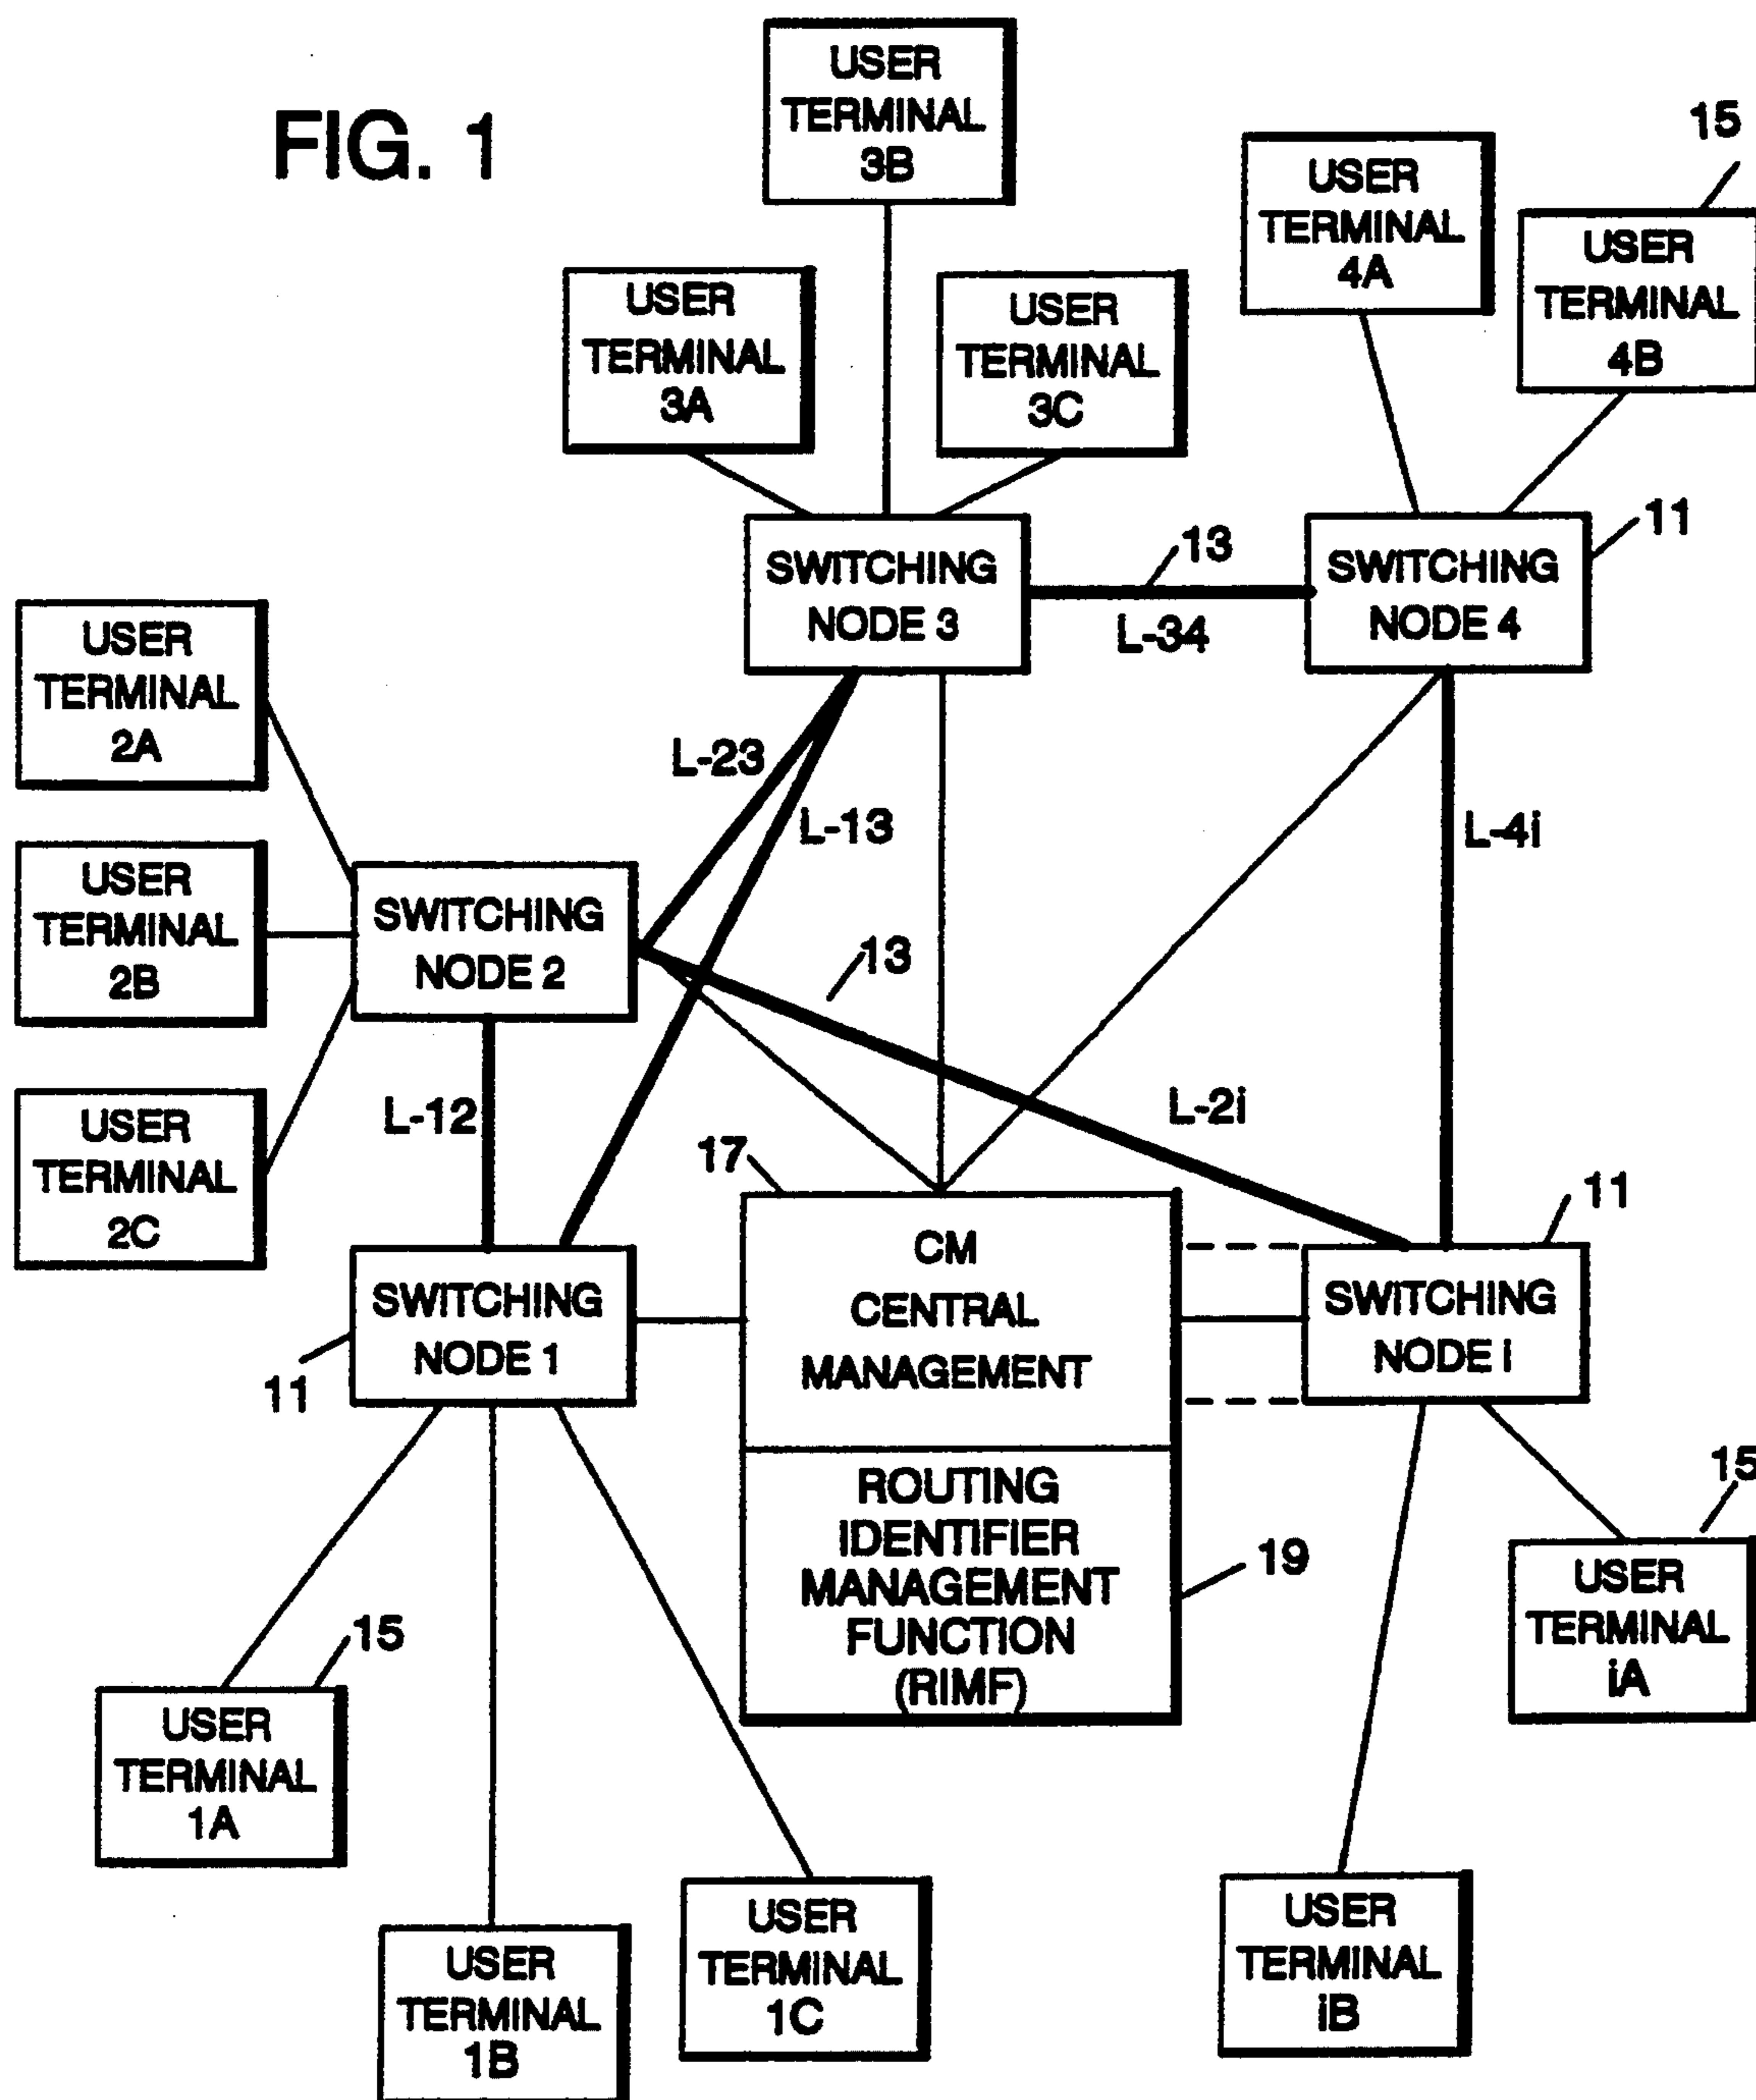 FIG. 1
USER
TERMINAL
3B
15
USER
TERMINAL
4A
USER
TERMINAL
4B
USER
TERMINAL
3A
USER
TERMINAL
3C
SWITCHING
NODE 3
13
L-34
SWITCHING
NODE 4
11
USER
TERMINAL
2A
L-23
L-13
L-4i
USER
TERMINAL
2B
SWITCHING
NODE 2
13
USER
TERMINAL
2C
L-12
L-2i
17
11
SWITCHING
NODE 1
11
CM
CENTRAL
MANAGEMENT
SWITCHING
NODE i
ROUTING
IDENTIFIER
MANAGEMENT
FUNCTION
(RIMF)
19
15
USER
TERMINAL
iA
15
USER
TERMINAL
1A
USER
TERMINAL
1B
USER
TERMINAL
1C
USER
TERMINAL
iB